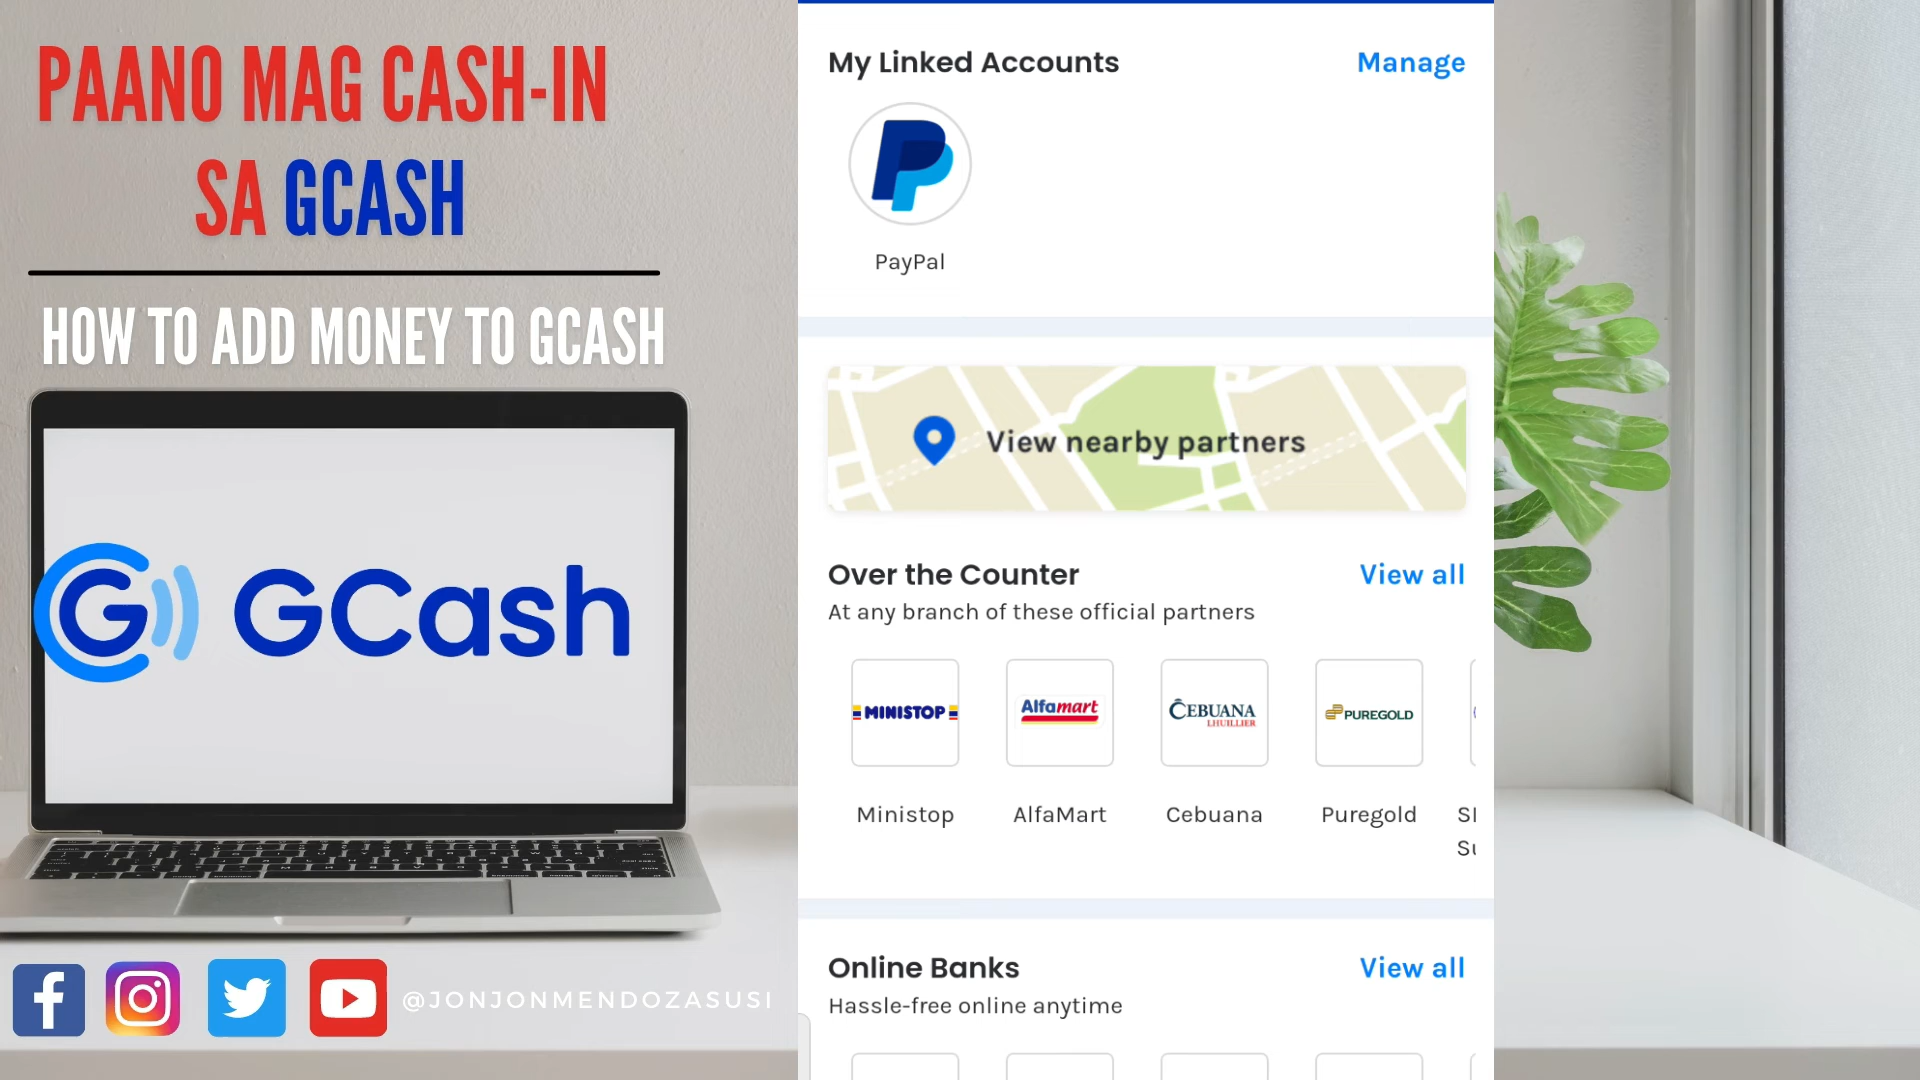 PAANO MAG CASH-IN
SA GCASH
HOW TO ADD MONEY TO GCASH
GCash
@JONJONMENDOZASUSI
My Linked Accounts
Manage
PayPal
View nearby partners
Over the Counter
View all
At any branch of these official partners
MINISTOP
Alfamart
CEBUANA
LHUILLIER
PUREGOLD
Ministop
AlfaMart
Cebuana
Puregold
Online Banks
View all
Hassle-free online anytime